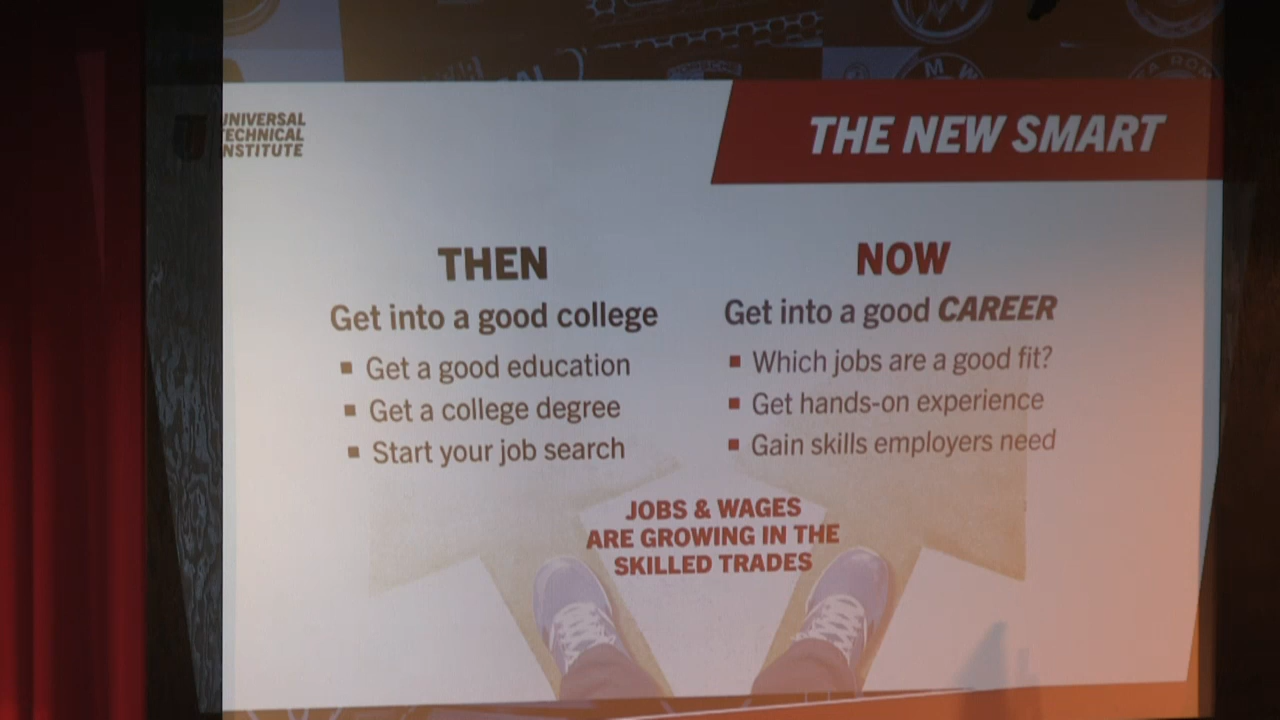 UNIVERSAL
TECHNICAL
INSTITUTE
THE NEW SMART
THEN
Get into a good college
▪ Get a good education
▪ Get a college degree
▪ Start your job search
NOW
Get into a good CAREER
▪ Which jobs are a good fit?
▪ Get hands-on experience
▪ Gain skills employers need
JOBS & WAGES
ARE GROWING IN THE
SKILLED TRADES